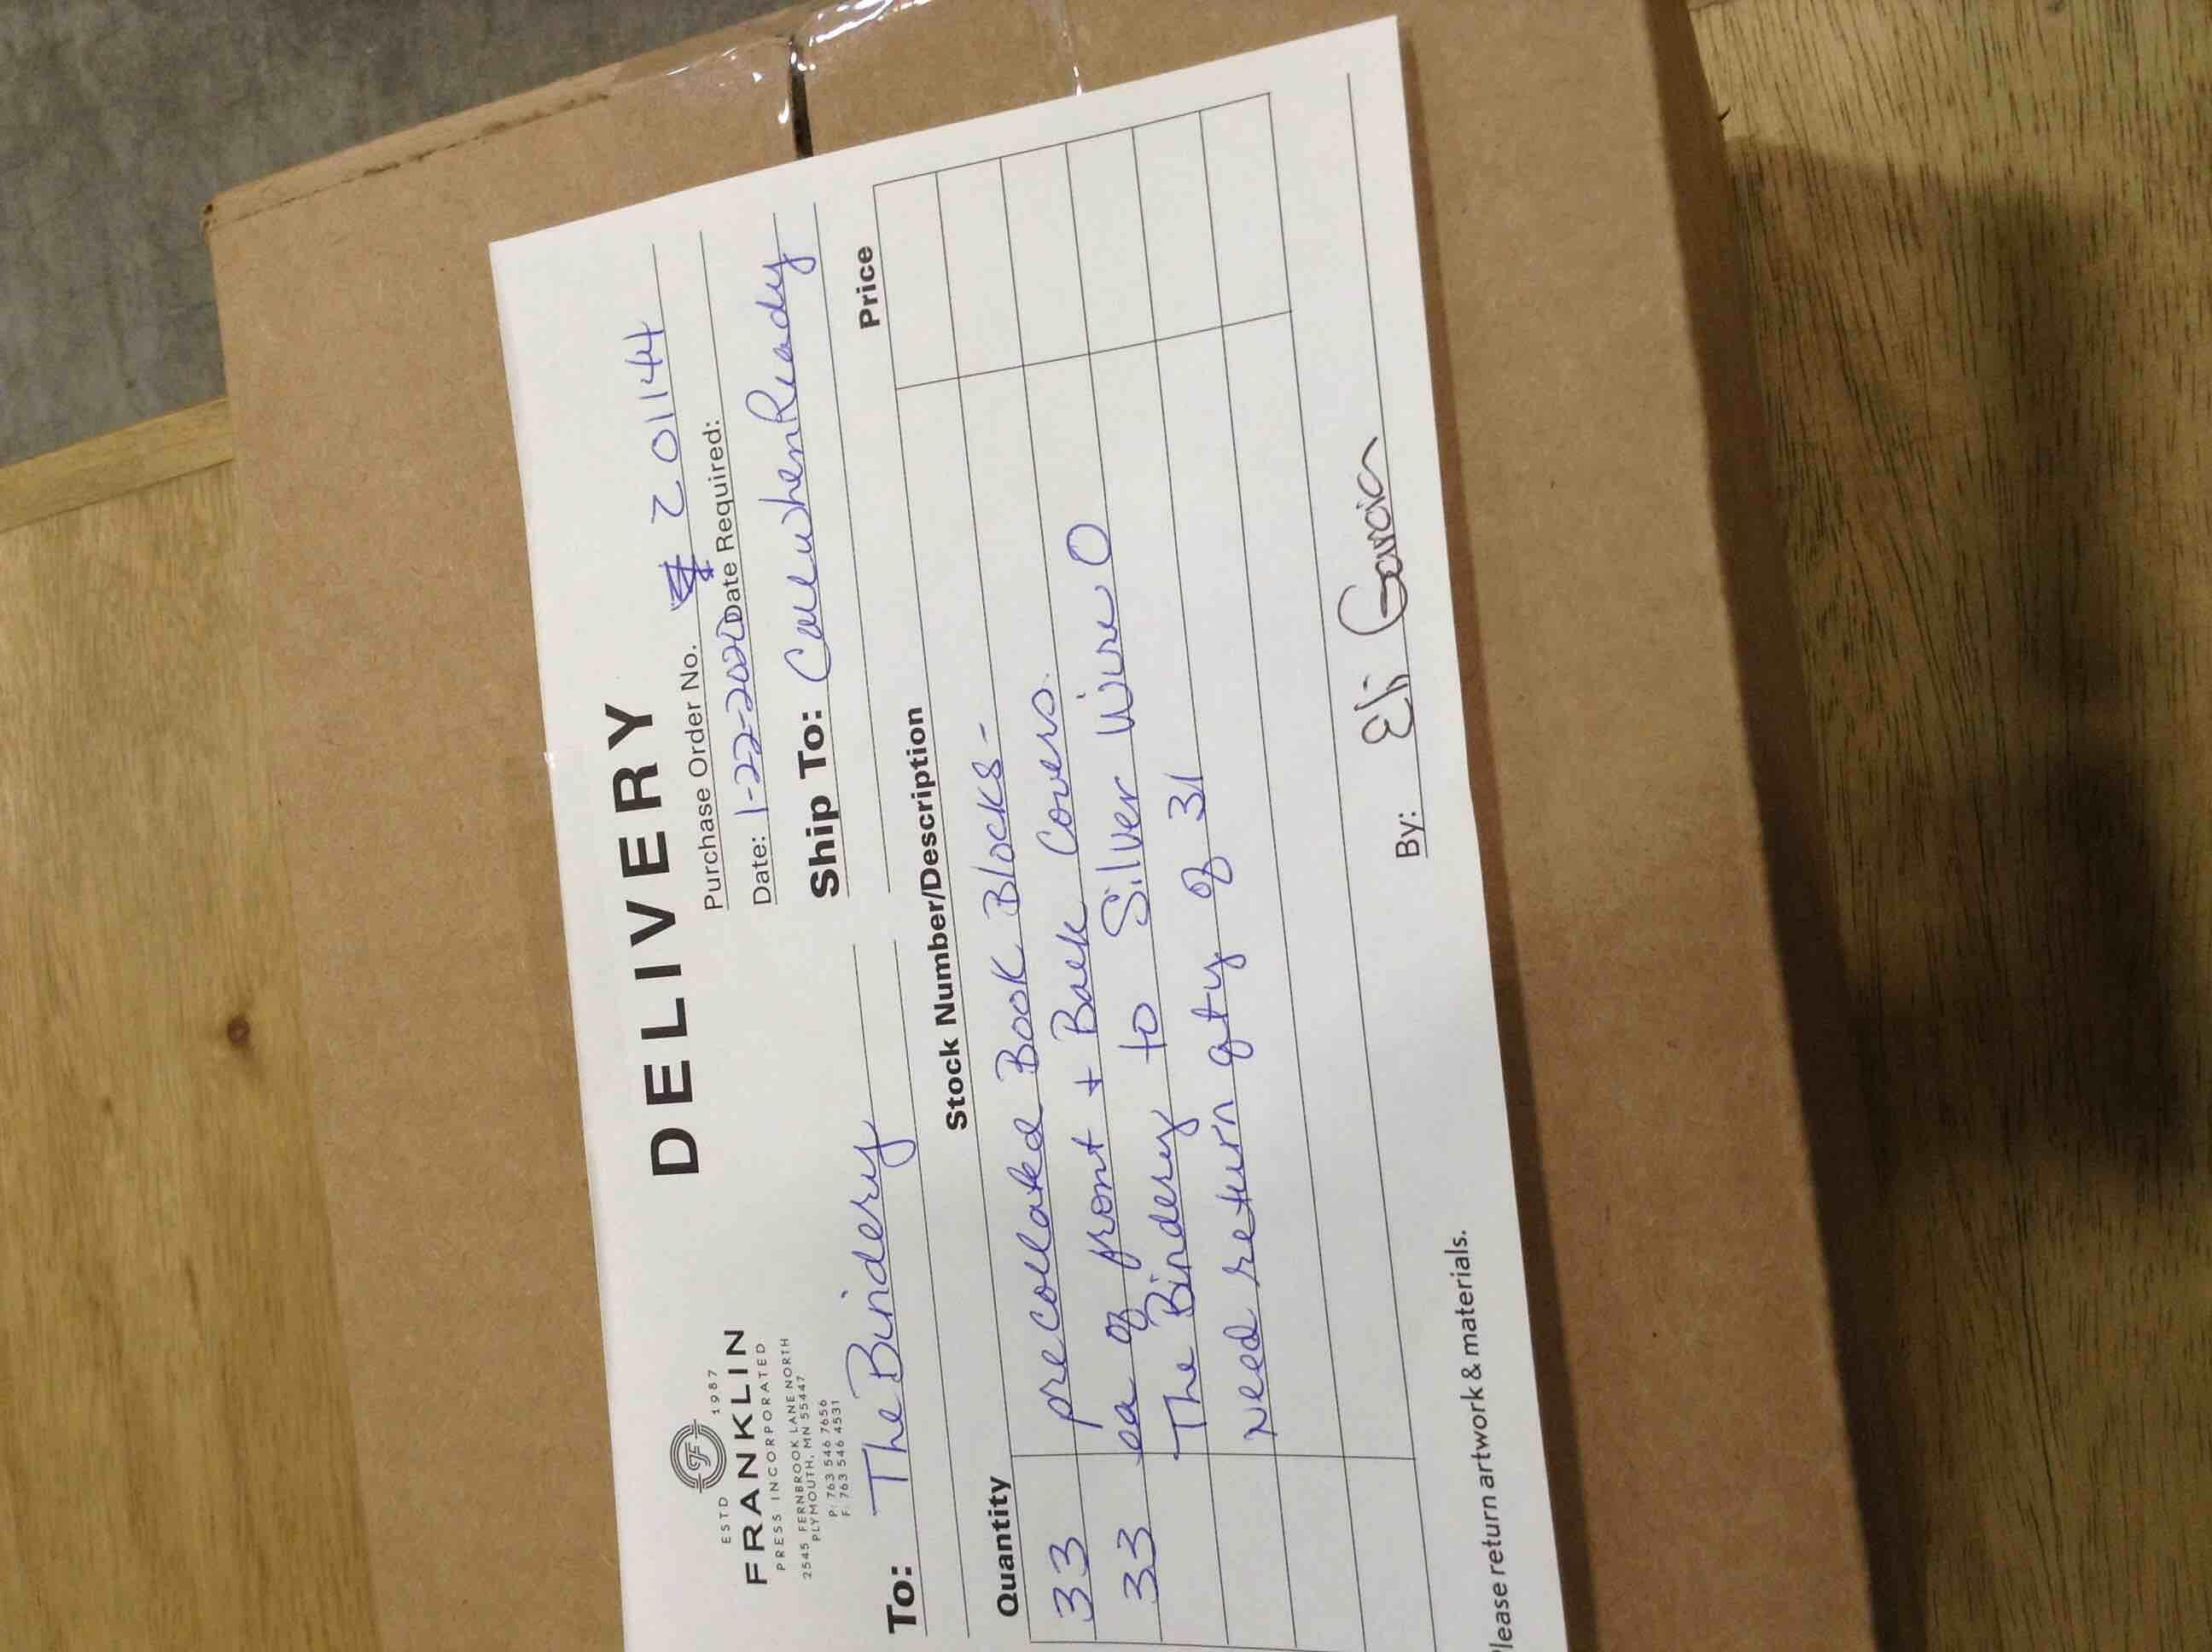 ESTD 1987
FRANKLIN
PRESS INCORPORATED
2545 FERNBROOK LANE NORTH
PLYMOUTH, MN 55447
P: 763 546 7656
F: 763 546 4531
DELIVERY
Purchase Order No. # 20144
Date: 1-22-2020 Date Required:
To: The Bindery
Ship To: Call when Ready
Quantity Stock Number/Description Price
33 precollated Book Blocks-
33 ea of front + Back Covers.
The Bindery to Silver Wire O
Need return qty of 31
lease return artwork & materials.
By: Eli Garcia